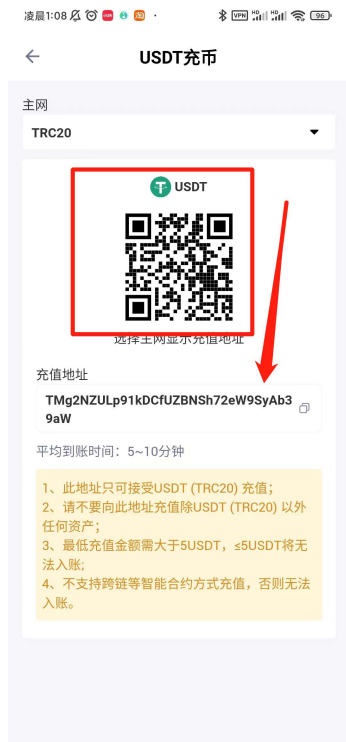 凌晨1:08
VPN HD HD 96
USDT充币
主网
TRC20
USDT
选择主网显示充值地址
充值地址
TMg2NZULp91kDCfUZBNSh72eW9SyAb3
9aW
平均到账时间：5~10分钟
1、此地址只可接受USDT (TRC20) 充值；
2、请不要向此地址充值除USDT (TRC20) 以外
任何资产；
3、最低充值金额需大于5USDT，≤5USDT将无
法入账;
4、不支持跨链等智能合约方式充值，否则无法
入账。